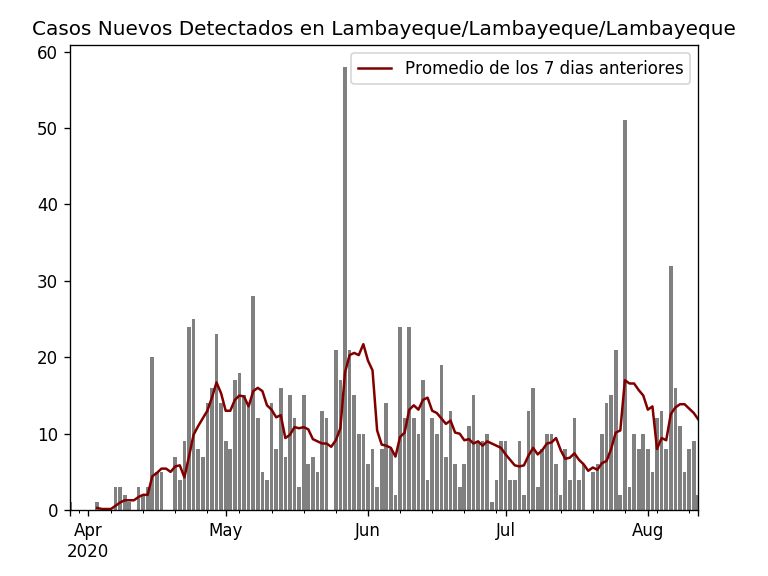 Casos Nuevos Detectados en Lambayeque/Lambayeque/Lambayeque
Promedio de los 7 dias anteriores
60
50
40
30
20
10
0
Apr May Jun Jul Aug
2020